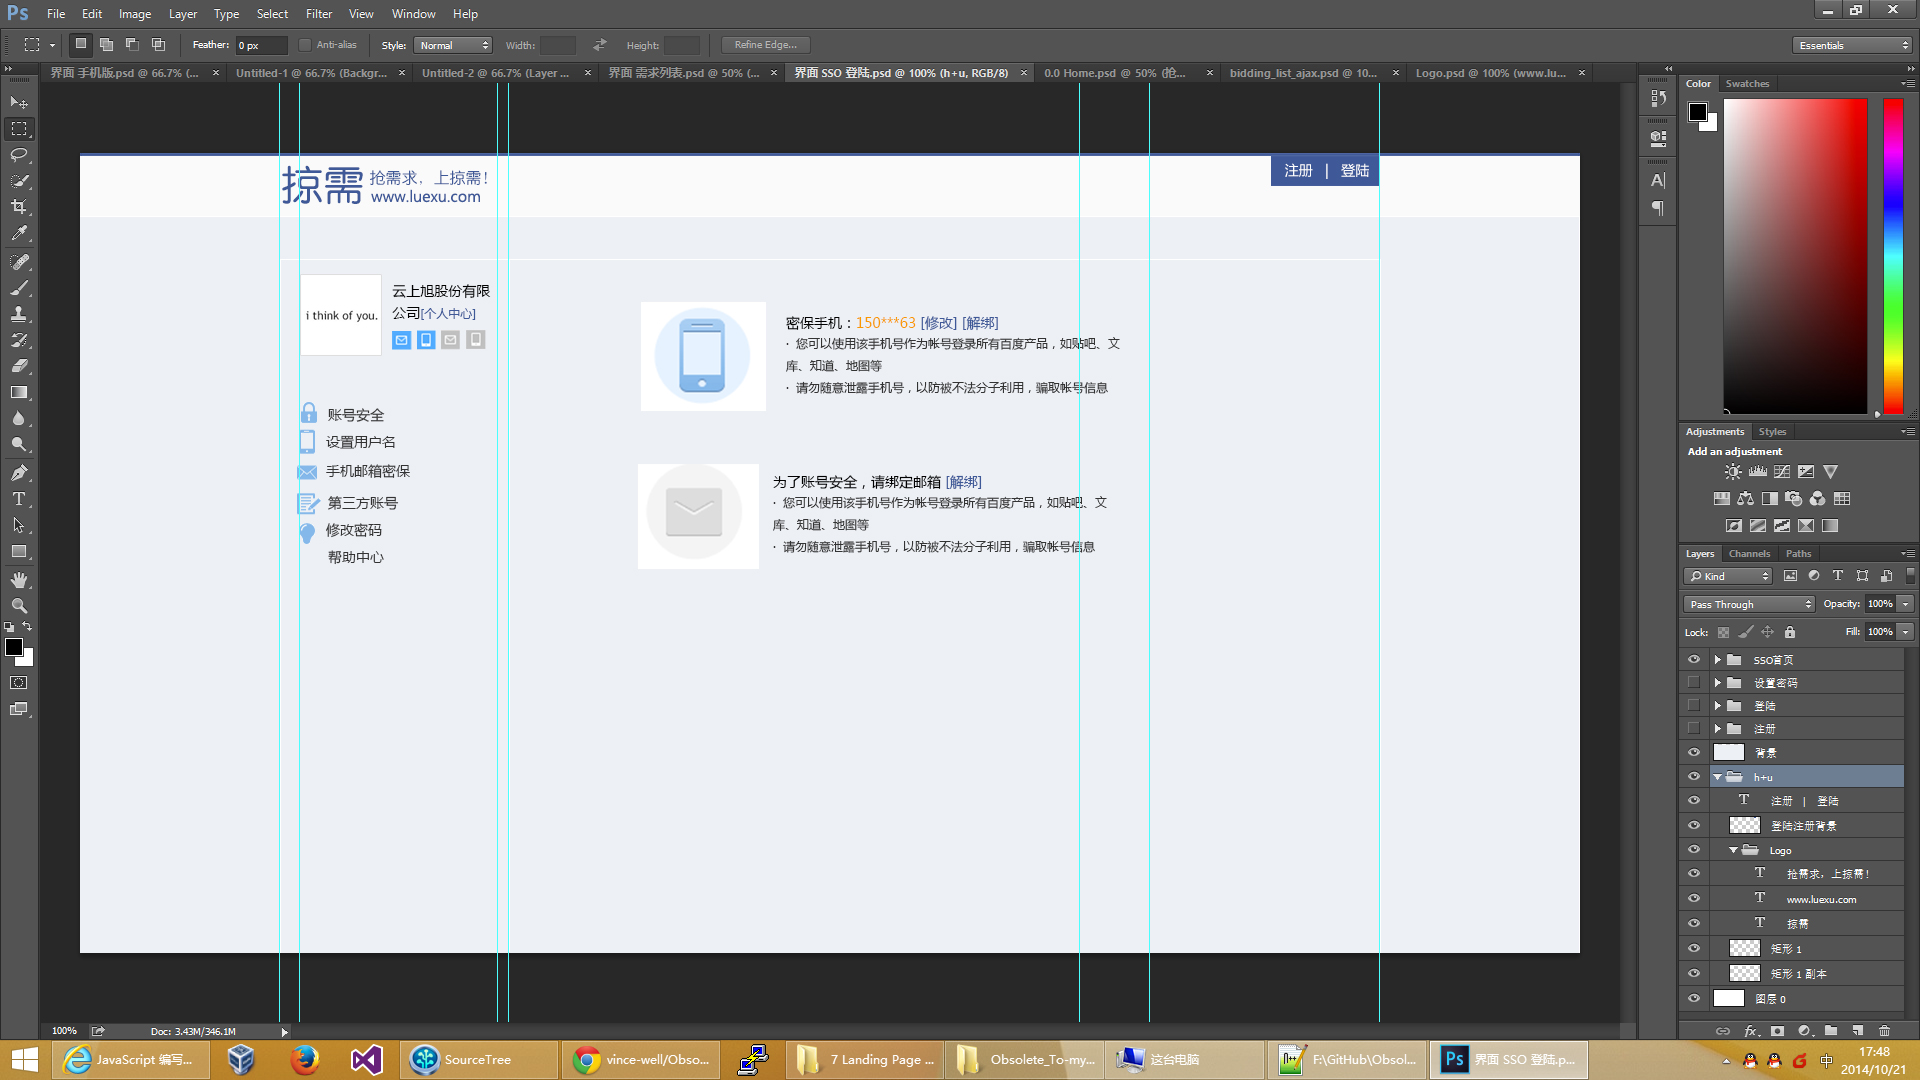 Ps File Edit Image Layer Type Select Filter View Window Help
Feather: 0 px Anti-alias Style: Normal Width: Height: Refine Edge... Essentials
界面 手机版.psd @ 66.7% (... × Untitled-1 @ 66.7% (Backgr... × Untitled-2 @ 66.7% (Layer ... × 界面 需求列表.psd @ 50% (... × 界面 SSO 登陆.psd @ 100% (h+u, RGB/8) × 0.0 Home.psd @ 50% (抢... × bidding_list_ajax.psd @ 10... × Logo.psd @ 100% (www.lu... ×
掠需
抢需求，上掠需！
www.luexu.com
注册 | 登陆
i think of you.
云上旭股份有限
公司[个人中心]
账号安全
设置用户名
手机邮箱密保
第三方账号
修改密码
帮助中心
密保手机：150***63 [修改] [解绑]
· 您可以使用该手机号作为帐号登录所有百度产品，如贴吧、文
库、知道、地图等
· 请勿随意泄露手机号，以防被不法分子利用，骗取帐号信息
为了账号安全，请绑定邮箱 [解绑]
· 您可以使用该手机号作为帐号登录所有百度产品，如贴吧、文
库、知道、地图等
· 请勿随意泄露手机号，以防被不法分子利用，骗取帐号信息
Color Swatches
Adjustments Styles
Add an adjustment
Layers Channels Paths
Kind
Pass Through Opacity: 100%
Lock: Fill: 100%
SSO首页
设置密码
登陆
注册
背景
h+u
注册 | 登陆
登陆注册背景
Logo
抢需求，上掠需！
www.luexu.com
掠需
矩形 1
矩形 1 副本
图层 0
100% Doc: 3.43M/346.1M
JavaScript 编写... SourceTree vince-well/Obso... 7 Landing Page ... Obsolete_To-my... 这台电脑 F:\GitHub\Obsol... 界面 SSO 登陆.p... 中 17:48
2014/10/21